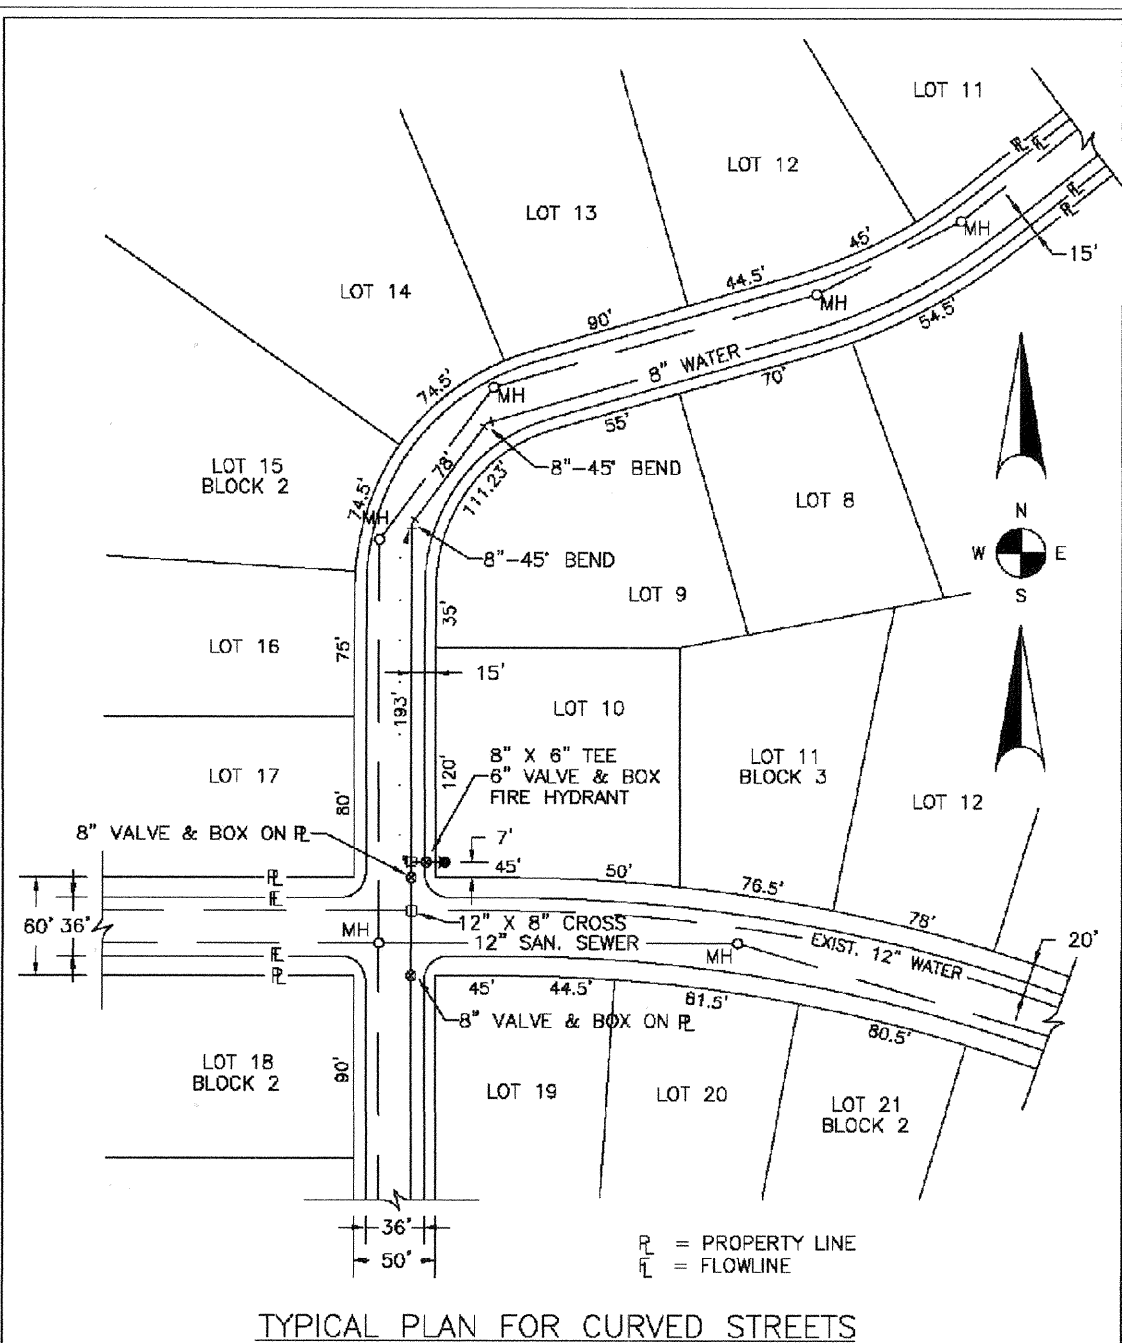 LOT 11
LOT 12
LOT 13
LOT 14
45'
MH
15'
44.5'
MH
90'
54.5'
8" WATER
70'
74.5'
MH
55'
LOT 15
BLOCK 2
78'
8"-45° BEND
111.23'
LOT 8
74.5'
MH
N
W E
S
8"-45° BEND
LOT 9
35'
LOT 16
75'
15'
193'
LOT 10
LOT 17
80'
120'
8" X 6" TEE
6" VALVE & BOX
FIRE HYDRANT
LOT 11
BLOCK 3
LOT 12
8" VALVE & BOX ON PL
7'
45'
50'
76.5'
78'
PL
FL
60' 36'
MH
12" X 8" CROSS
12" SAN. SEWER
MH
EXIST. 12" WATER
20'
FL
PL
45'
44.5'
81.5'
80.5'
8" VALVE & BOX ON PL
LOT 18
BLOCK 2
90'
LOT 19
LOT 20
LOT 21
BLOCK 2
36'
50'
PL = PROPERTY LINE
FL = FLOWLINE
TYPICAL PLAN FOR CURVED STREETS